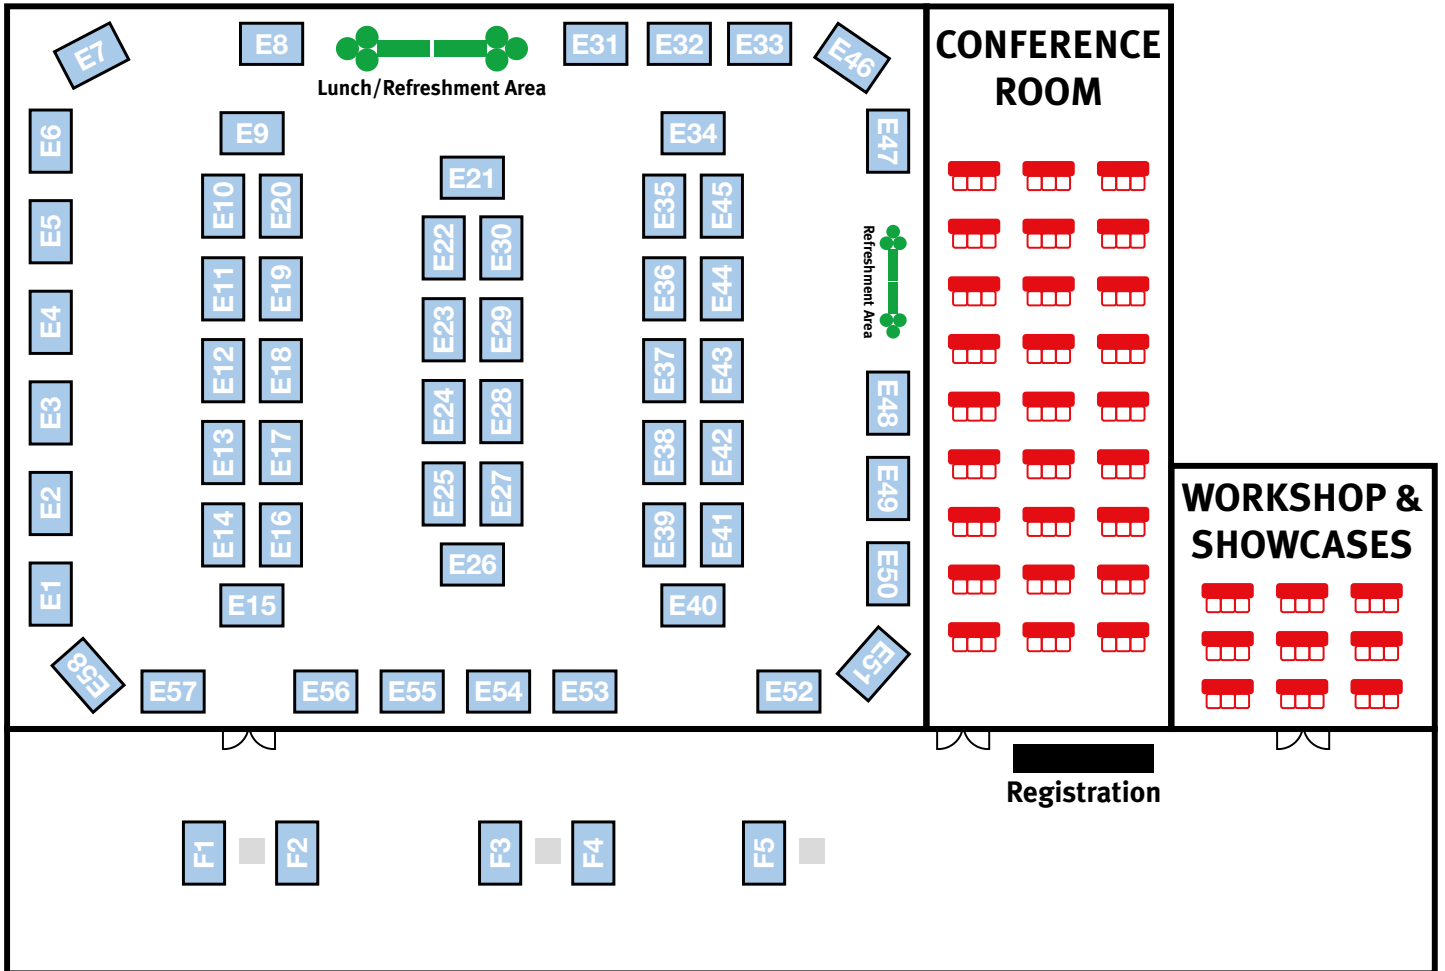 E7
E8
Lunch/Refreshment Area
E31
E32
E33
E46
CONFERENCE
ROOM
E6
E9
E34
E47
E21
E10
E20
E35
E45
E5
E22
E30
Refreshment Area
E11
E19
E36
E44
E4
E23
E29
E12
E18
E37
E43
E3
E24
E28
E48
E13
E17
E38
E42
E2
E25
E27
E49
WORKSHOP &
SHOWCASES
E14
E16
E39
E41
E26
E50
E1
E15
E40
E58
E57
E56
E55
E54
E53
E52
E51
Registration
F1
F2
F3
F4
F5